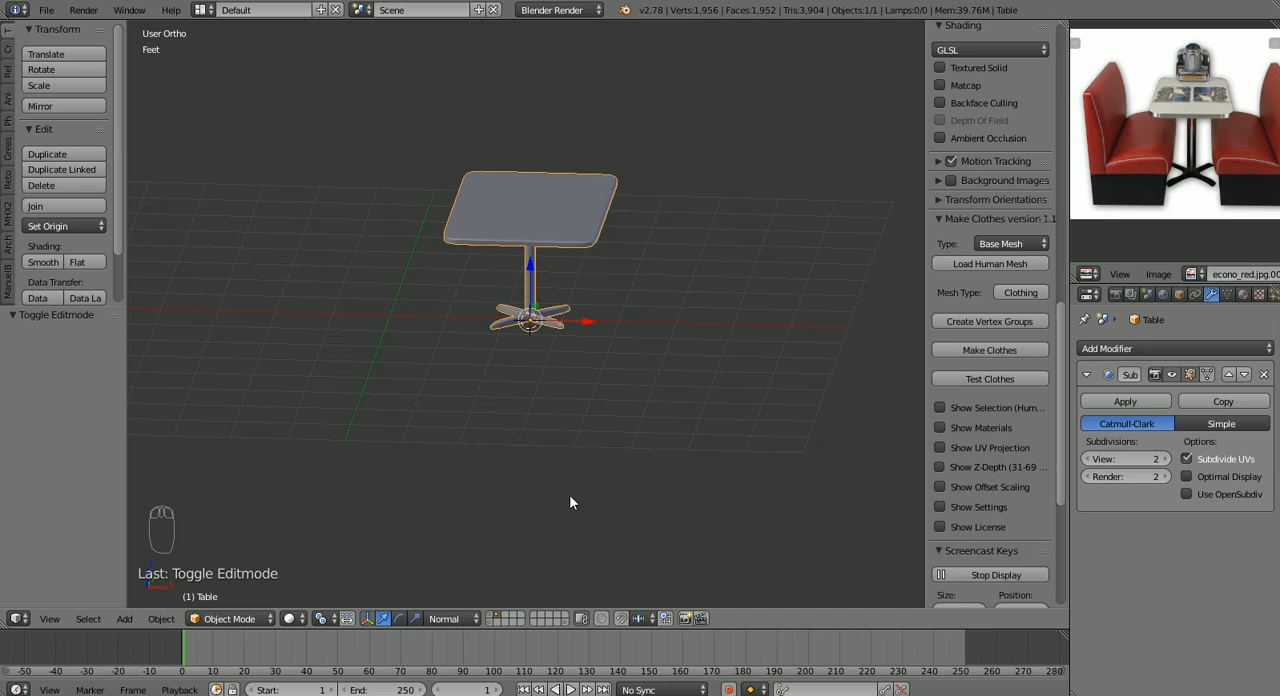 File Render Window Help Default Scene Blender Render v2.78 | Verts:1,956 | Faces:1,952 | Tris:3,904 | Objects:1/1 | Lamps:0/0 | Mem:39.76M | Table
Transform
Translate
Rotate
Scale
Mirror
Edit
Duplicate
Duplicate Linked
Delete
Join
Set Origin
Shading:
Smooth Flat
Data Transfer:
Data Data La
Toggle Editmode
T
Cr
Rel
Ani
Ph
Greas
Reto
MHX2
Arch
ManuelB
User Ortho
Feet
Last: Toggle Editmode
(1) Table
Shading
GLSL
Textured Solid
Matcap
Backface Culling
Depth Of Field
Ambient Occlusion
Motion Tracking
Background Images
Transform Orientations
Make Clothes version 1.1
Type: Base Mesh
Load Human Mesh
Mesh Type: Clothing
Create Vertex Groups
Make Clothes
Test Clothes
Show Selection (Hum...
Show Materials
Show UV Projection
Show Z-Depth (31-69 ...
Show Offset Scaling
Show Settings
Show License
Screencast Keys
Stop Display
Size: Position:
View Image econo_red.jpg.00
Table
Add Modifier
Sub
Apply Copy
Catmull-Clark Simple
Subdivisions: Options:
View: 2 Subdivide UVs
Render: 2 Optimal Display
Use OpenSubdiv
View Select Add Object Object Mode Normal
-50 -40 -30 -20 -10 0 10 20 30 40 50 60 70 80 90 100 110 120 130 140 150 160 170 180 190 200 210 220 230 240 250 260 270 280
View Marker Frame Playback Start: 1 End: 250 1 No Sync